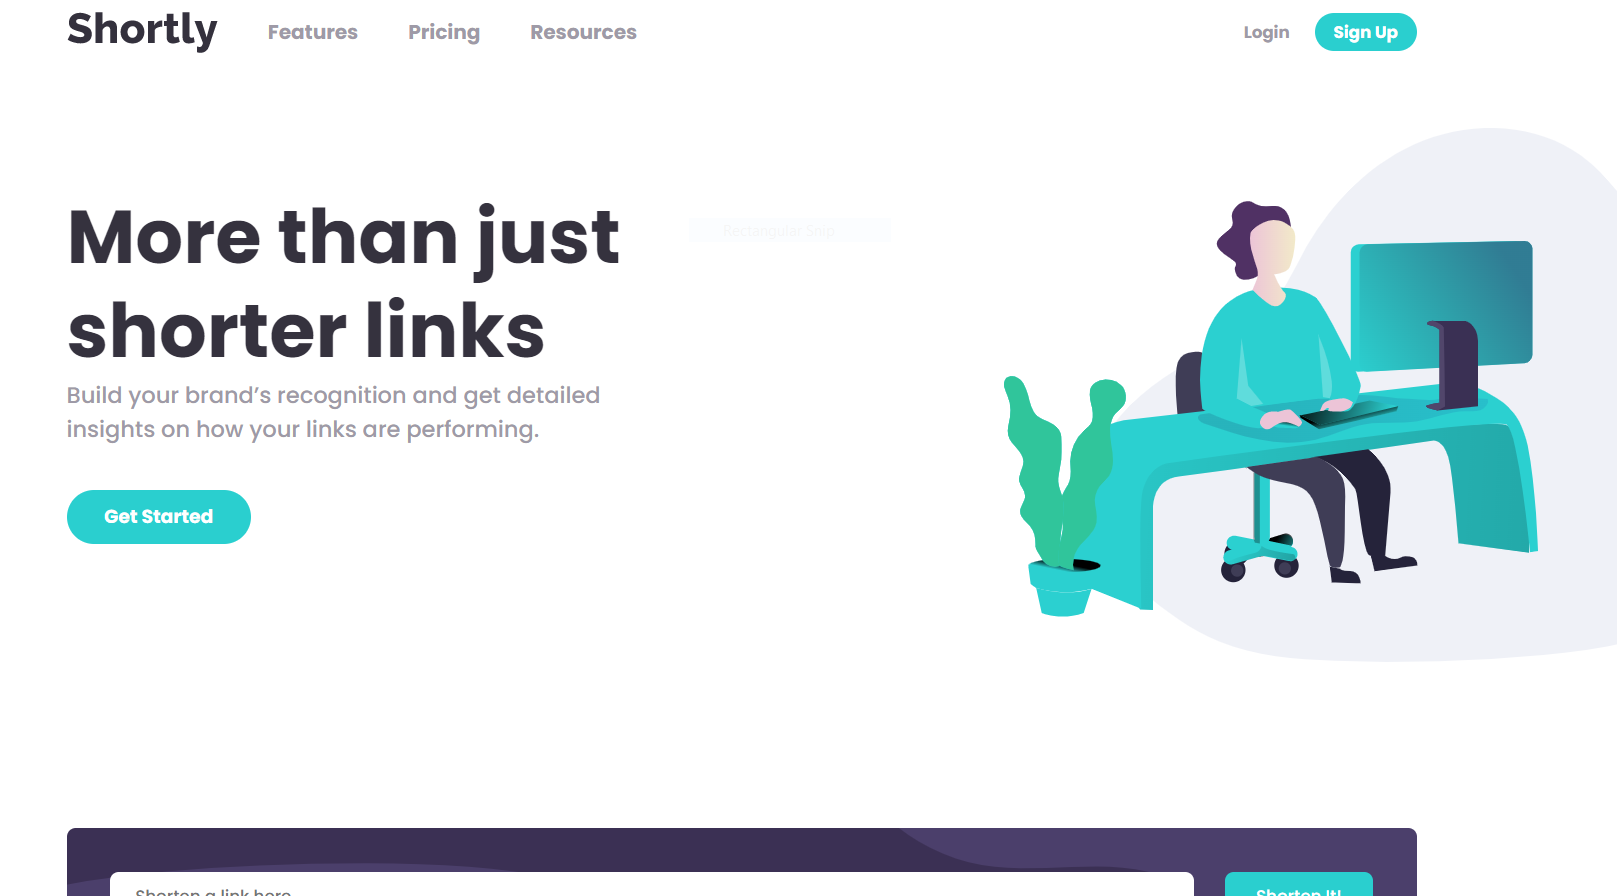 Shortly
Features
Pricing
Resources
Login
Sign Up
More than just
shorter links
Rectangular Snip
Build your brand’s recognition and get detailed
insights on how your links are performing.
Get Started
Shorten a link here
Shorten It!